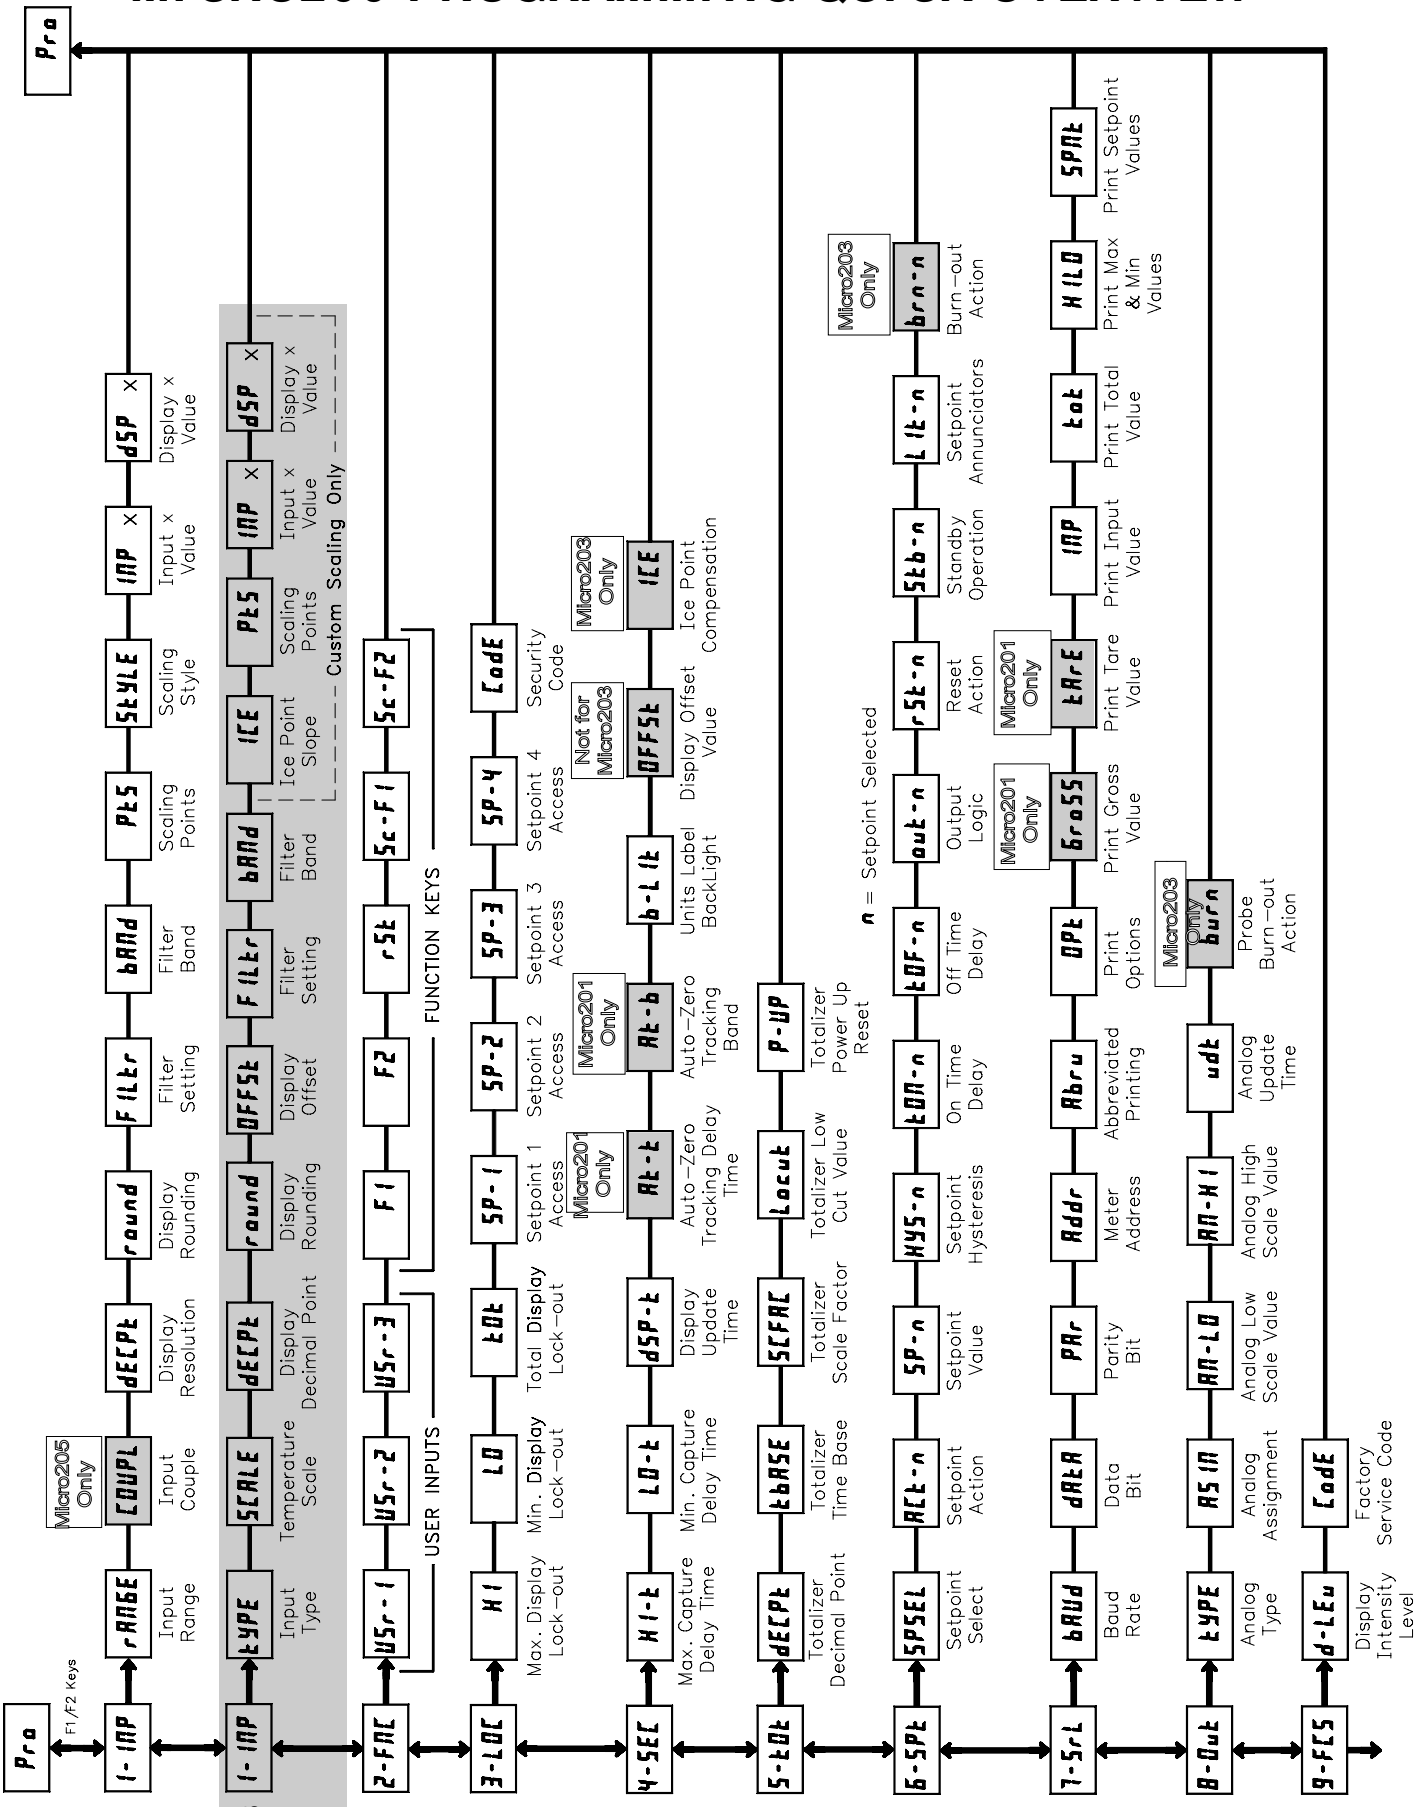 Pro
F1/F2 Keys
1-INP
rANGE
Input
Range
Micro205
Only
COUPL
Input
Couple
dECPt
Display
Resolution
round
Display
Rounding
FILtr
Filter
Setting
bANd
Filter
Band
PtS
Scaling
Points
StYLE
Scaling
Style
INP x
Input x
Value
dSP x
Display x
Value
Pro
1-INP
tYPE
Input
Type
SCALE
Temperature
Scale
dECPt
Display
Decimal Point
round
Display
Rounding
OFFSt
Display
Offset
FILtr
Filter
Setting
bANd
Filter
Band
ICE
Ice Point
Slope
PtS
Scaling
Points
INP x
Input x
Value
dSP x
Display x
Value
Custom Scaling Only
2-FNC
USr-1
USr-2
USr-3
USER INPUTS
F1
F2
rSt
Sc-F1
Sc-F2
FUNCTION KEYS
3-LOC
HI
Max. Display
Lock-out
LO
Min. Display
Lock-out
tOt
Total Display
Lock-out
SP-1
Setpoint 1
Access
SP-2
Setpoint 2
Access
SP-3
Setpoint 3
Access
SP-4
Setpoint 4
Access
CodE
Security
Code
4-SEC
HI-t
Max. Capture
Delay Time
LO-t
Min. Capture
Delay Time
dSP-t
Display
Update
Time
Micro201
Only
At-t
Auto-Zero
Tracking Delay
Time
Micro201
Only
At-b
Auto-Zero
Tracking
Band
b-LIt
Units Label
BackLight
Not for
Micro203
OFFSt
Display Offset
Value
Micro203
Only
ICE
Ice Point
Compensation
5-tOt
dECPt
Totalizer
Decimal Point
tbASE
Totalizer
Time Base
SCFAC
Totalizer
Scale Factor
Locut
Totalizer Low
Cut Value
P-UP
Totalizer
Power Up
Reset
n = Setpoint Selected
6-SPt
SPSEL
Setpoint
Select
ACt-n
Setpoint
Action
SP-n
Setpoint
Value
HYS-n
Setpoint
Hysteresis
tON-n
On Time
Delay
tOF-n
Off Time
Delay
out-n
Output
Logic
rSt-n
Reset
Action
Stb-n
Standby
Operation
LIt-n
Setpoint
Annunciators
Micro203
Only
brn-n
Burn-out
Action
7-SrL
bAUd
Baud
Rate
dAtA
Data
Bit
PAr
Parity
Bit
Addr
Meter
Address
Abru
Abbreviated
Printing
OPt
Print
Options
Micro201
Only
GroSS
Print Gross
Value
Micro201
Only
tArE
Print Tare
Value
INP
Print Input
Value
tot
Print Total
Value
HILO
Print Max
& Min
Values
SPNt
Print Setpoint
Values
8-Out
tYPE
Analog
Type
ASIN
Analog
Assignment
AN-LO
Analog Low
Scale Value
AN-HI
Analog High
Scale Value
udt
Analog
Update
Time
Micro203
Only
burn
Probe
Burn-out
Action
9-FCS
d-LEu
Display
Intensity
Level
CodE
Factory
Service Code